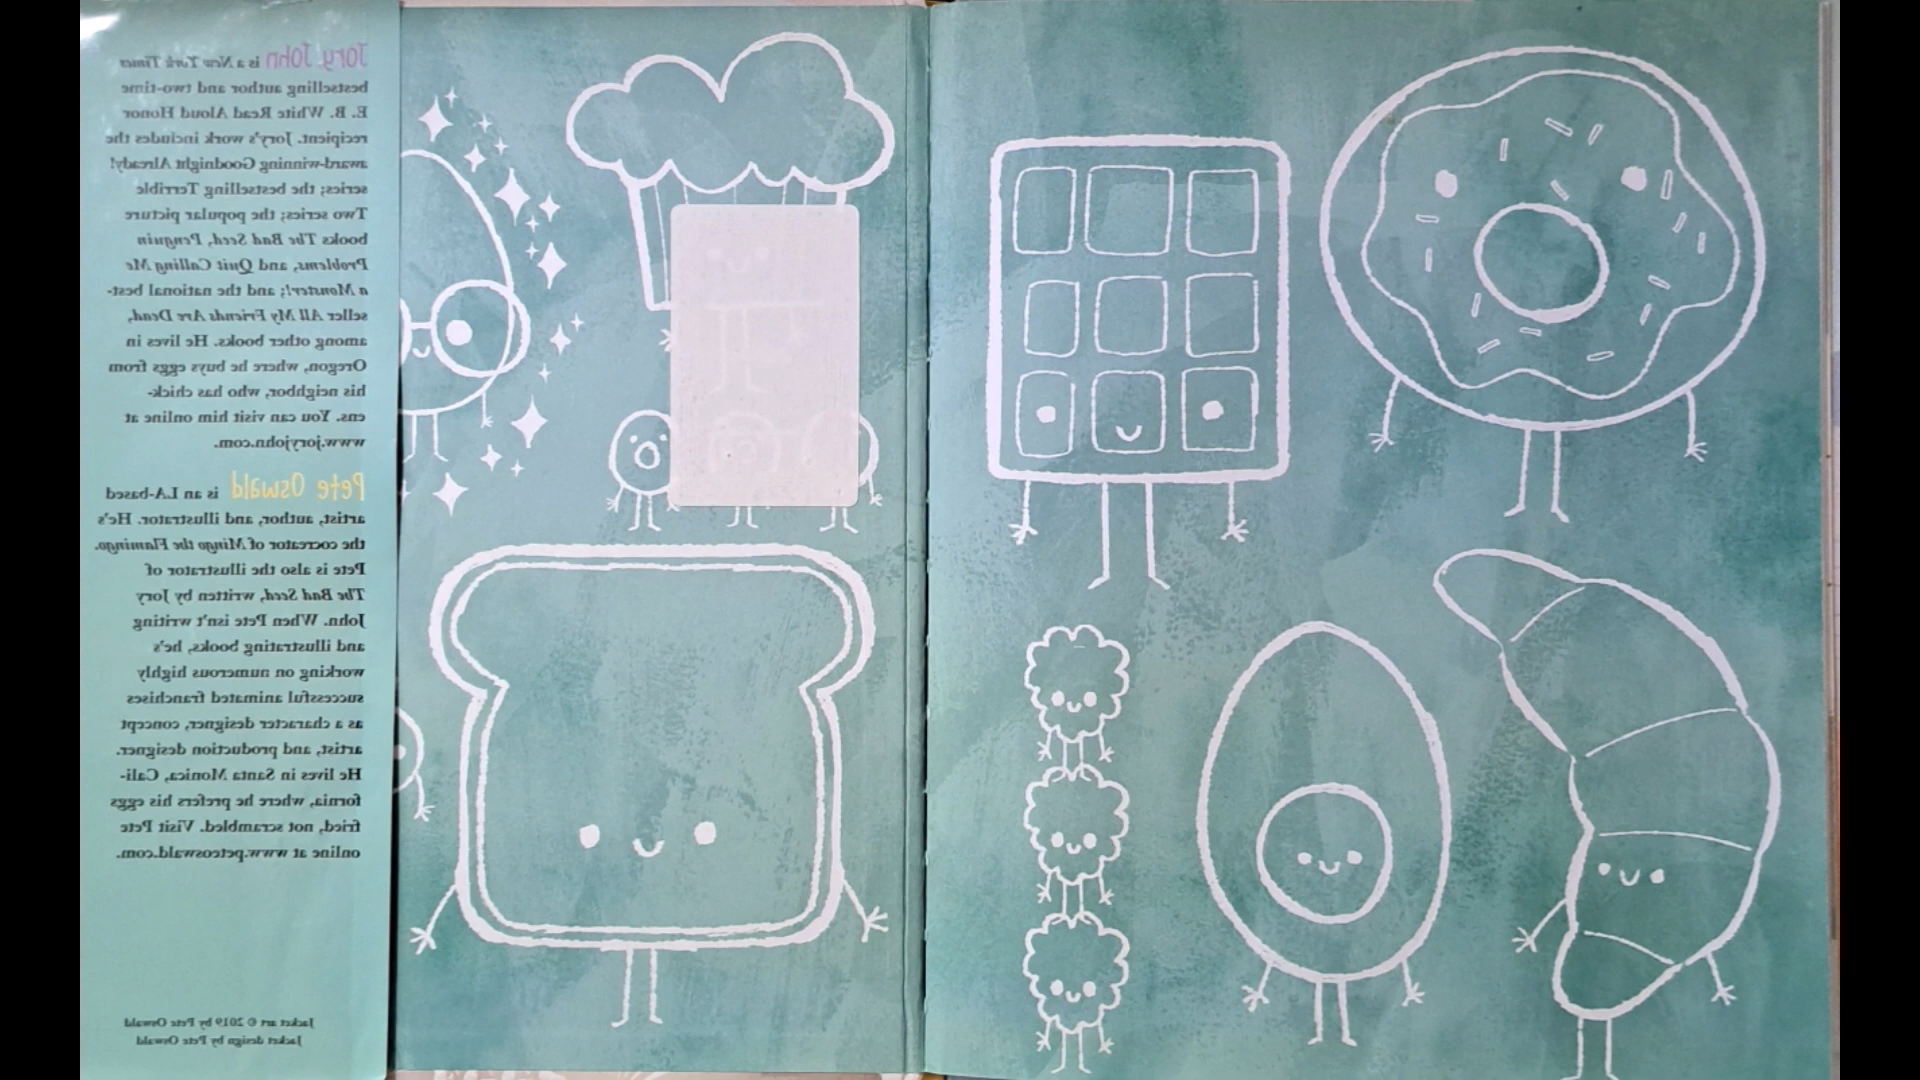 Jory John is a New York Times
bestselling author and two-time
E. B. White Read Aloud Honor
recipient. Jory's work includes the
award-winning Goodnight Already!
series; the bestselling Terrible
Two series; the popular picture
books The Bad Seed, Penguin
Problems, and Quit Calling Me
a Monster!; and the national best-
seller All My Friends Are Dead,
among other books. He lives in
Oregon, where he buys eggs from
his neighbor, who has chick-
ens. You can visit him online at
www.joryjohn.com.
Pete Oswald is an LA-based
artist, author, and illustrator. He's
the cocreator of Mingo the Flamingo.
Pete is also the illustrator of
The Bad Seed, written by Jory
John. When Pete isn't writing
and illustrating books, he's
working on numerous highly
successful animated franchises
as a character designer, concept
artist, and production designer.
He lives in Santa Monica, Cali-
fornia, where he prefers his eggs
fried, not scrambled. Visit Pete
online at www.peteoswald.com.
Jacket art © 2019 by Pete Oswald
Jacket design by Pete Oswald